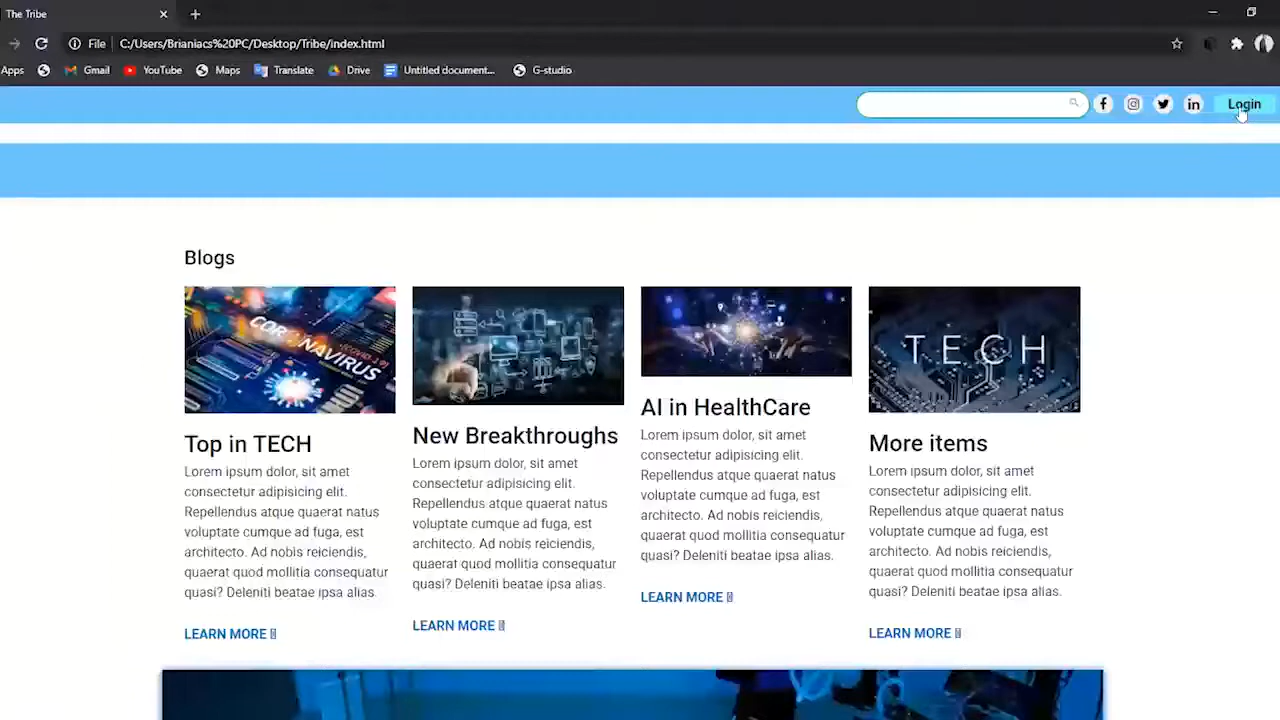 The Tribe
File C:/Users/Brianiacs%20PC/Desktop/Tribe/index.html
Apps Gmail YouTube Maps Translate Drive Untitled document... G-studio
Login
Blogs
CORONAVIRUS
TECH
Top in TECH
Lorem ipsum dolor, sit amet
consectetur adipisicing elit.
Repellendus atque quaerat natus
voluptate cumque ad fuga, est
architecto. Ad nobis reiciendis,
quaerat quod mollitia consequatur
quasi? Deleniti beatae ipsa alias.
LEARN MORE
New Breakthroughs
Lorem ipsum dolor, sit amet
consectetur adipisicing elit.
Repellendus atque quaerat natus
voluptate cumque ad fuga, est
architecto. Ad nobis reiciendis,
quaerat quod mollitia consequatur
quasi? Deleniti beatae ipsa alias.
LEARN MORE
AI in HealthCare
Lorem ipsum dolor, sit amet
consectetur adipisicing elit.
Repellendus atque quaerat natus
voluptate cumque ad fuga, est
architecto. Ad nobis reiciendis,
quaerat quod mollitia consequatur
quasi? Deleniti beatae ipsa alias.
LEARN MORE
More items
Lorem ipsum dolor, sit amet
consectetur adipisicing elit.
Repellendus atque quaerat natus
voluptate cumque ad fuga, est
architecto. Ad nobis reiciendis,
quaerat quod mollitia consequatur
quasi? Deleniti beatae ipsa alias.
LEARN MORE